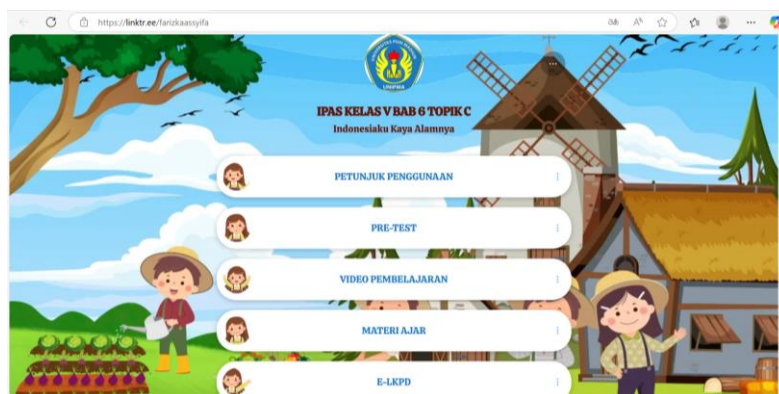 https://linktr.ee/farizkaassyifa
IPAS KELAS V BAB 6 TOPIK C
Indonesiaku Kaya Alamnya
PETUNJUK PENGGUNAAN
PRE-TEST
VIDEO PEMBELAJARAN
MATERI AJAR
E-LKPD